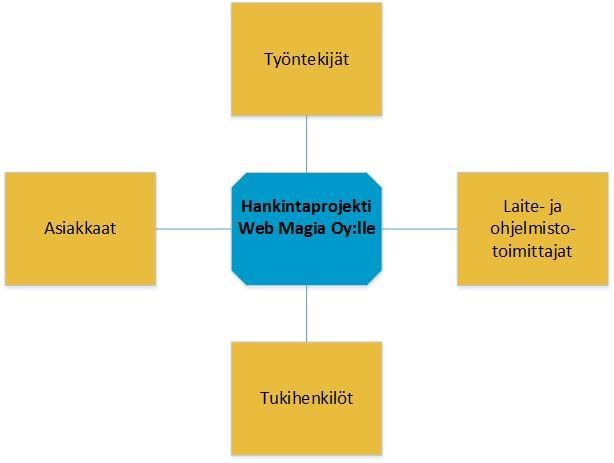 Työntekijät
Asiakkaat
Hankintaprojekti
Web Magia Oy:lle
Laite- ja
ohjelmisto-
toimittajat
Tukihenkilöt